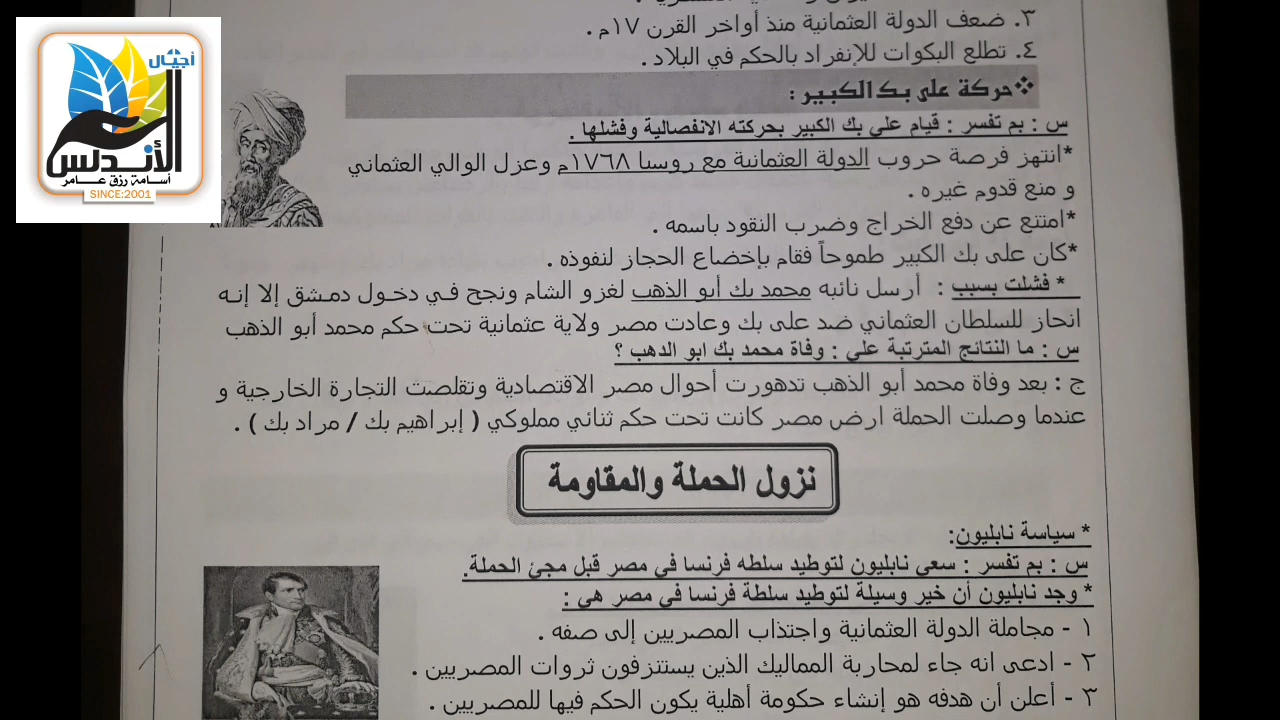 ٣. ضعف الدولة العثمانية منذ أواخر القرن ١٧م .
٤. تطلع البكوات للإنفراد بالحكم في البلاد .
❖حركة على بك الكبير :
س : بم تفسر : قيام علي بك الكبير بحركته الانفصالية وفشلها .
*انتهز فرصة حروب الدولة العثمانية مع روسيا ١٧٦٨م وعزل الوالي العثماني
و منع قدوم غيره .
*امتنع عن دفع الخراج وضرب النقود باسمه .
*كان على بك الكبير طموحاً فقام بإخضاع الحجاز لنفوذه .
* فشلت بسبب : أرسل نائبه محمد بك أبو الذهب لغزو الشام ونجح في دخول دمشق إلا إنه
انحاز للسلطان العثماني ضد على بك وعادت مصر ولاية عثمانية تحت حكم محمد أبو الذهب
س : ما النتائج المترتبة علي : وفاة محمد بك ابو الدهب ؟
ج : بعد وفاة محمد أبو الذهب تدهورت أحوال مصر الاقتصادية وتقلصت التجارة الخارجية و
عندما وصلت الحملة ارض مصر كانت تحت حكم ثنائي مملوكي ( إبراهيم بك / مراد بك ) .
نزول الحملة والمقاومة
* سياسة نابليون:
س : بم تفسر : سعي نابليون لتوطيد سلطه فرنسا في مصر قبل مجئ الحملة.
* وجد نابليون أن خير وسيلة لتوطيد سلطة فرنسا في مصر هي :
١ - مجاملة الدولة العثمانية واجتذاب المصريين إلى صفه .
٢ - ادعى انه جاء لمحاربة المماليك الذين يستنزفون ثروات المصريين .
٣ - أعلن أن هدفه هو إنشاء حكومة أهلية يكون الحكم فيها للمصريين .
أجيال
الأندلس
أسامة رزق عامر
SINCE:2001